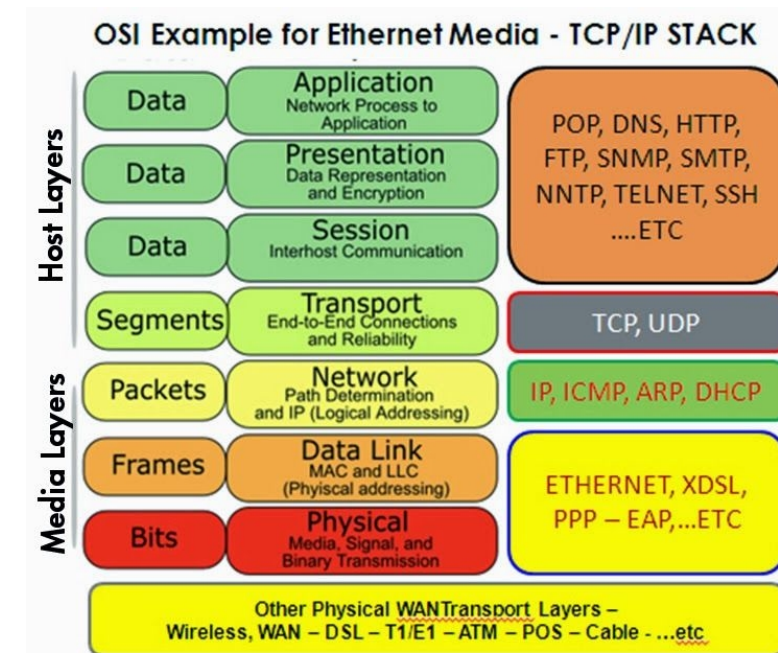 OSI Example for Ethernet Media - TCP/IP STACK
Host Layers
Data
Application
Network Process to
Application
Data
Presentation
Data Representation
and Encryption
Data
Session
Interhost Communication
POP, DNS, HTTP,
FTP, SNMP, SMTP,
NNTP, TELNET, SSH
....ETC
Segments
Transport
End-to-End Connections
and Reliability
TCP, UDP
Media Layers
Packets
Network
Path Determination
and IP (Logical Addressing)
IP, ICMP, ARP, DHCP
Frames
Data Link
MAC and LLC
(Phyiscal addressing)
Bits
Physical
Media, Signal, and
Binary Transmission
ETHERNET, XDSL,
PPP – EAP,...ETC
Other Physical WANTransport Layers –
Wireless, WAN – DSL – T1/E1 – ATM – POS – Cable - ...etc